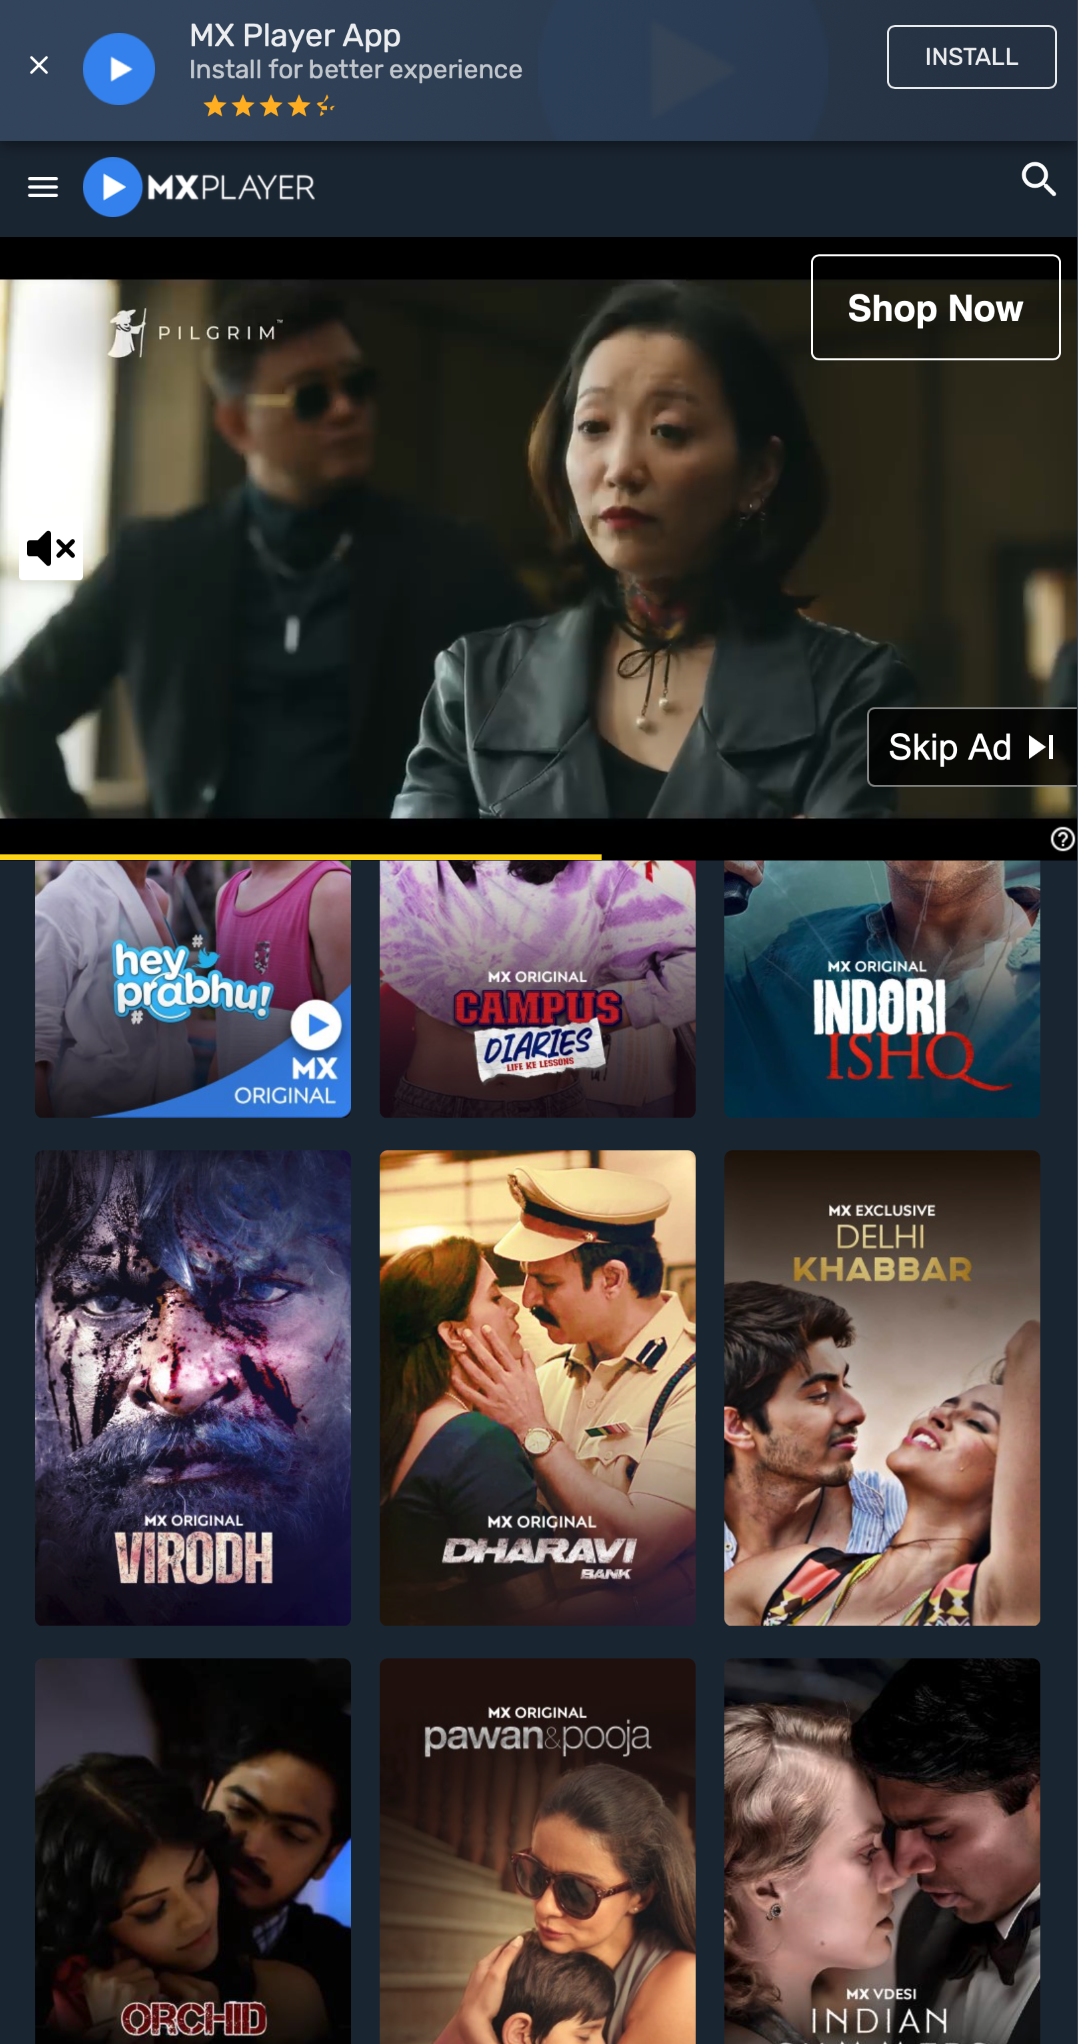 MX Player App
Install for better experience
INSTALL
MXPLAYER
PILGRIM™
Shop Now
Skip Ad
?
#
hey
prabhu!
#
MX
ORIGINAL
MX ORIGINAL
CAMPUS
DIARIES
LIFE KE LESSONS
MX ORIGINAL
INDORI
ISHQ
MX ORIGINAL
VIRODH
MX ORIGINAL
DHARAVI
BANK
MX EXCLUSIVE
DELHI
KHABBAR
ORCHID
MX ORIGINAL
pawan&pooja
MX VDESI
INDIAN